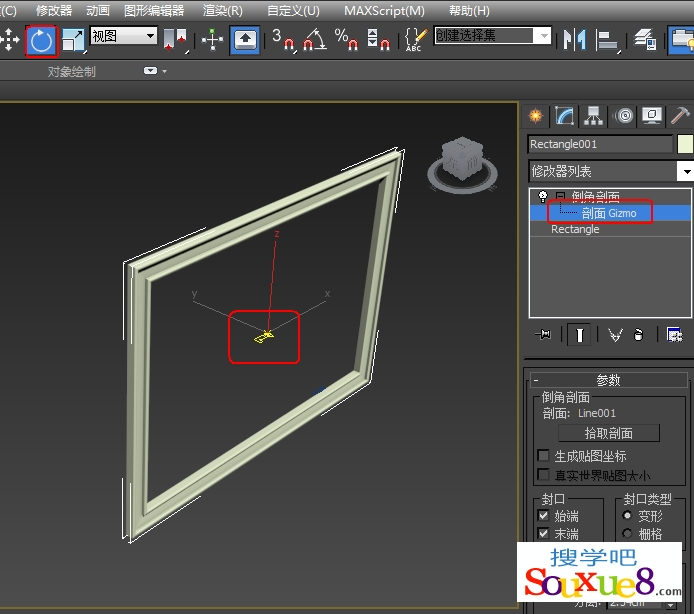 (C) 修改器 动画 图形编辑器 渲染(R) 自定义(U) MAXScript(M) 帮助(H)
视图 3 % ABC 创建选择集
对象绘制
Rectangle001
修改器列表
倒角剖面
剖面 Gizmo
Rectangle
z
y
x
- 参数
倒角剖面
剖面: Line001
拾取剖面
生成贴图坐标
真实世界贴图大小
封口
封口类型
始端
变形
末端
栅格
搜学吧
Souxue8.com